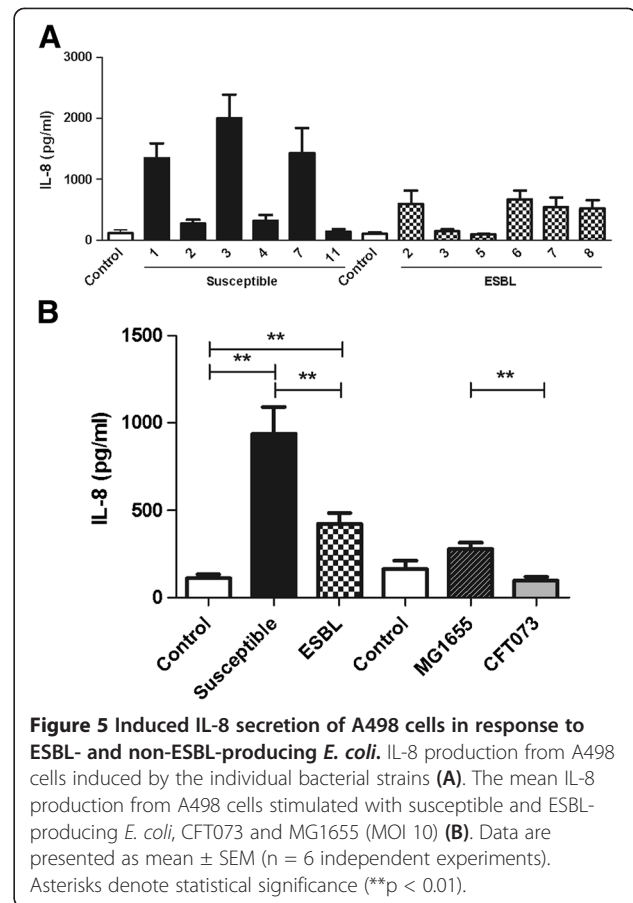 A
3000
2000
1000
0
IL-8 (pg/ml)
Control 1 2 3 4 7 11 Control 2 3 5 6 7 8
Susceptible ESBL
B
1500
1000
500
0
IL-8 (pg/ml)
**
** ** **
Control Susceptible ESBL Control MG1655 CFT073
Figure 5 Induced IL-8 secretion of A498 cells in response to
ESBL- and non-ESBL-producing E. coli. IL-8 production from A498
cells induced by the individual bacterial strains (A). The mean IL-8
production from A498 cells stimulated with susceptible and ESBL-
producing E. coli, CFT073 and MG1655 (MOI 10) (B). Data are
presented as mean ± SEM (n = 6 independent experiments).
Asterisks denote statistical significance (**p < 0.01).